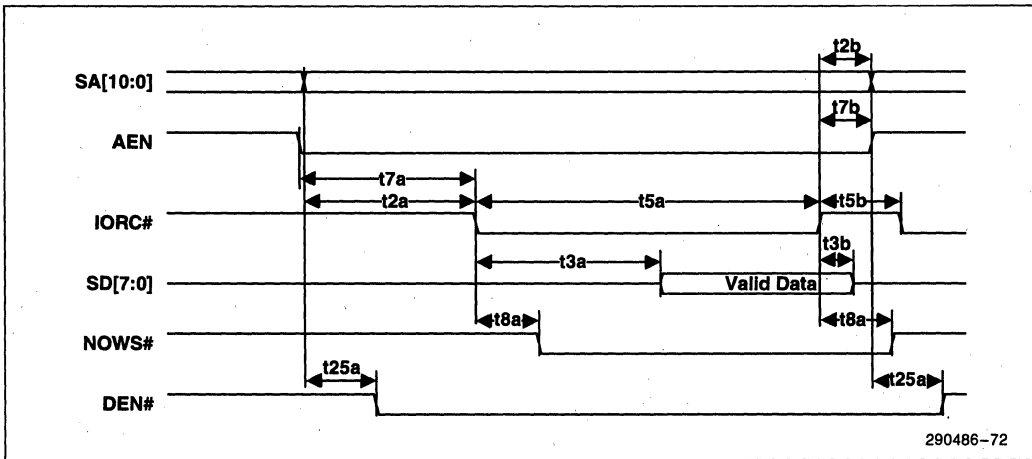 t2b
SA[10:0]
t7b
AEN
t7a
t2a
t5a
t5b
IORC#
t3b
t3a
SD[7:0]
Valid Data
t8a
t8a
NOWS#
t25a
t25a
DEN#
290486-72